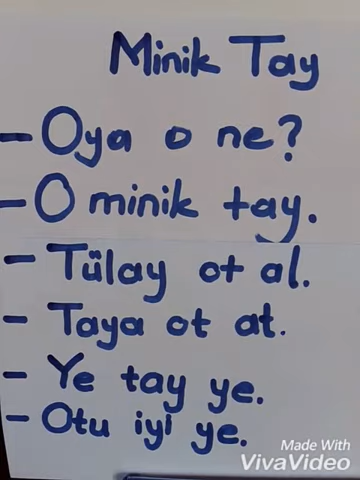 Minik Tay
- Oya o ne?
- O minik tay.
- Tülay ot al.
- Taya ot at.
- Ye tay ye.
- Otu iyi ye.
Made With
VivaVideo